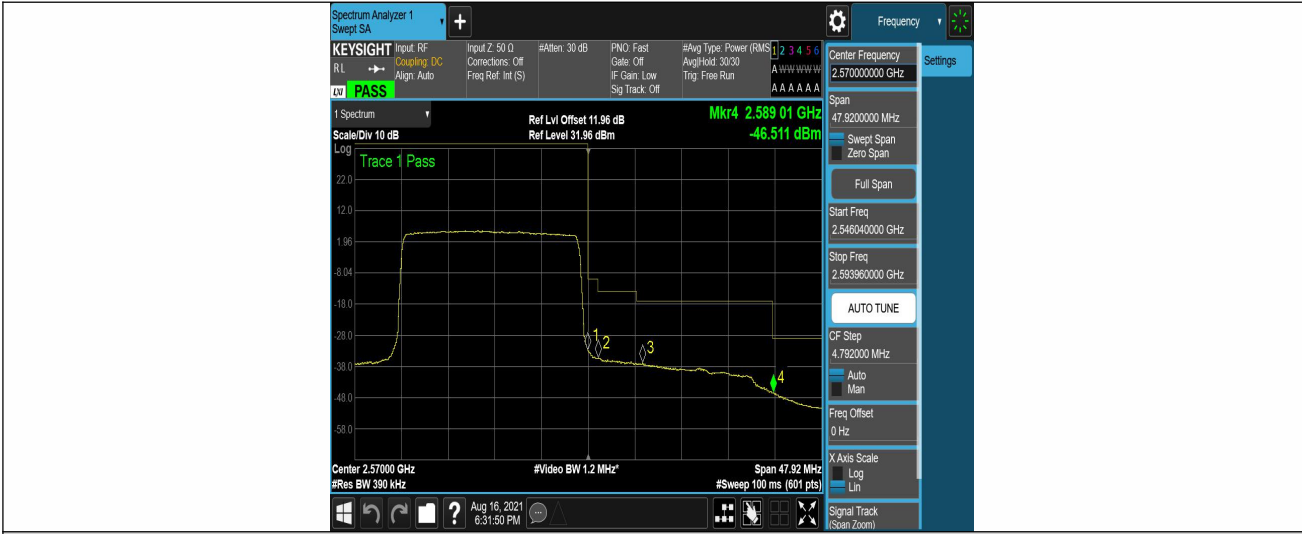 Spectrum Analyzer 1
Swept SA
+
Frequency
KEYSIGHT
RL
LXI PASS
Input: RF
Coupling: DC
Align: Auto
Input Z: 50 Ω
Corrections: Off
Freq Ref: Int (S)
#Atten: 30 dB
PNO: Fast
Gate: Off
IF Gain: Low
Sig Track: Off
#Avg Type: Power (RMS
Avg|Hold: 30/30
Trig: Free Run
1 2 3 4 5 6
A W W W W W
A A A A A A
1 Spectrum
Scale/Div 10 dB
Ref Lvl Offset 11.96 dB
Ref Level 31.96 dBm
Mkr4 2.589 01 GHz
-46.511 dBm
Log
Trace 1 Pass
22.0
12.0
1.96
-8.04
-18.0
-28.0
-38.0
-48.0
-58.0
1
2
3
4
Center 2.57000 GHz
#Res BW 390 kHz
#Video BW 1.2 MHz*
Span 47.92 MHz
#Sweep 100 ms (601 pts)
Center Frequency
2.570000000 GHz
Settings
Span
47.9200000 MHz
Swept Span
Zero Span
Full Span
Start Freq
2.546040000 GHz
Stop Freq
2.593960000 GHz
AUTO TUNE
CF Step
4.792000 MHz
Auto
Man
Freq Offset
0 Hz
X Axis Scale
Log
Lin
Signal Track
(Span Zoom)
?
Aug 16, 2021
6:31:50 PM